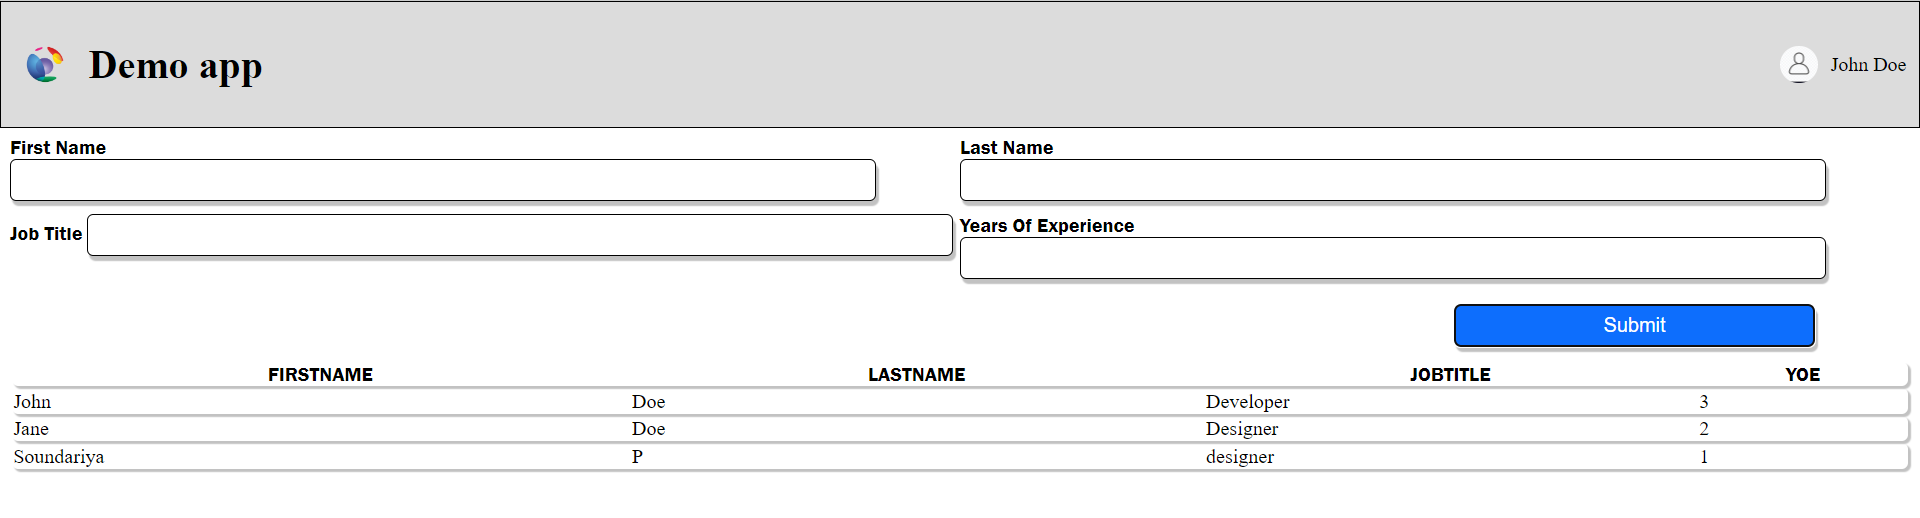 Demo app
John Doe
First Name
Last Name
Job Title
Years Of Experience
Submit
FIRSTNAME LASTNAME JOBTITLE YOE
John Doe Developer 3
Jane Doe Designer 2
Soundariya P designer 1